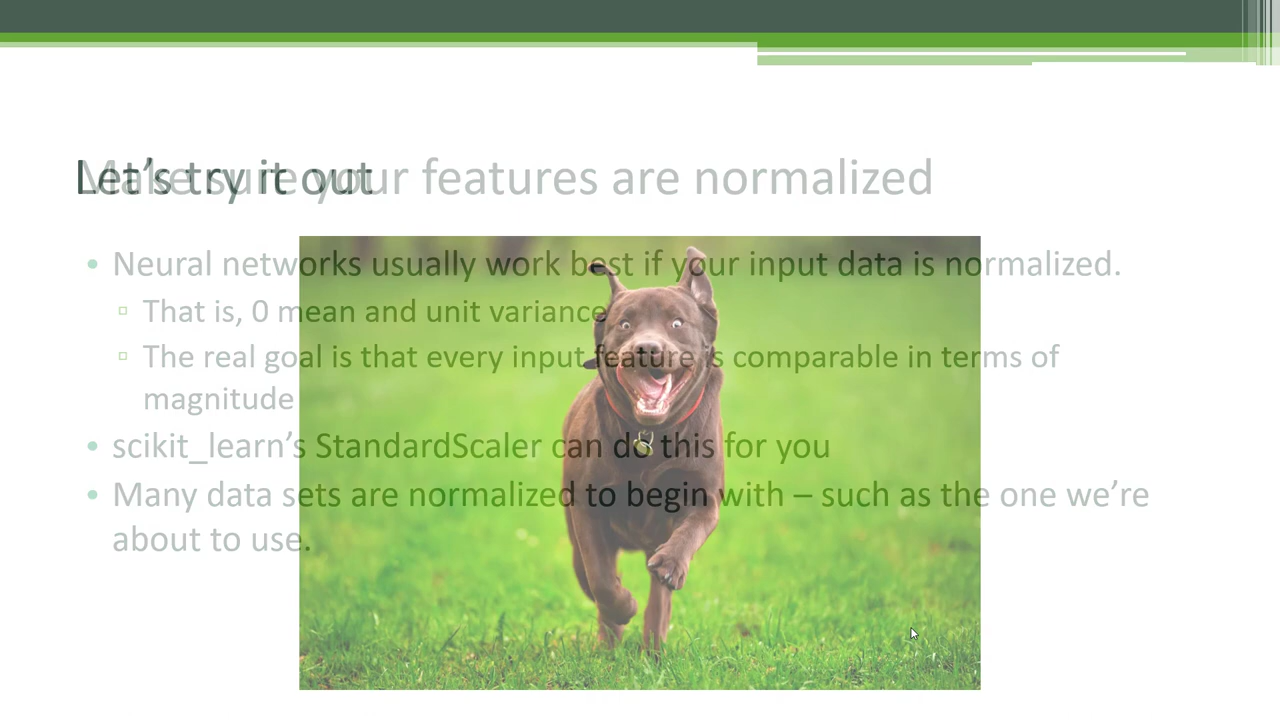 Let's try it out
Make sure your features are normalized
• Neural networks usually work best if your input data is normalized.
▫ That is, 0 mean and unit variance
▫ The real goal is that every input feature is comparable in terms of
magnitude
• scikit_learn’s StandardScaler can do this for you
• Many data sets are normalized to begin with – such as the one we’re
about to use.